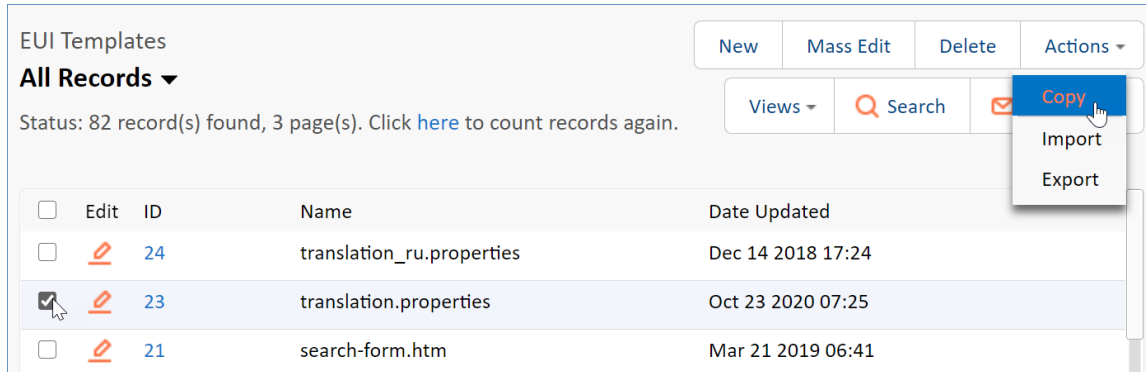 EUI Templates
New Mass Edit Delete Actions
All Records
Views Search
Copy
Status: 82 record(s) found, 3 page(s). Click here to count records again.
Import
Export
Edit ID Name Date Updated
24 translation_ru.properties Dec 14 2018 17:24
23 translation.properties Oct 23 2020 07:25
21 search-form.htm Mar 21 2019 06:41